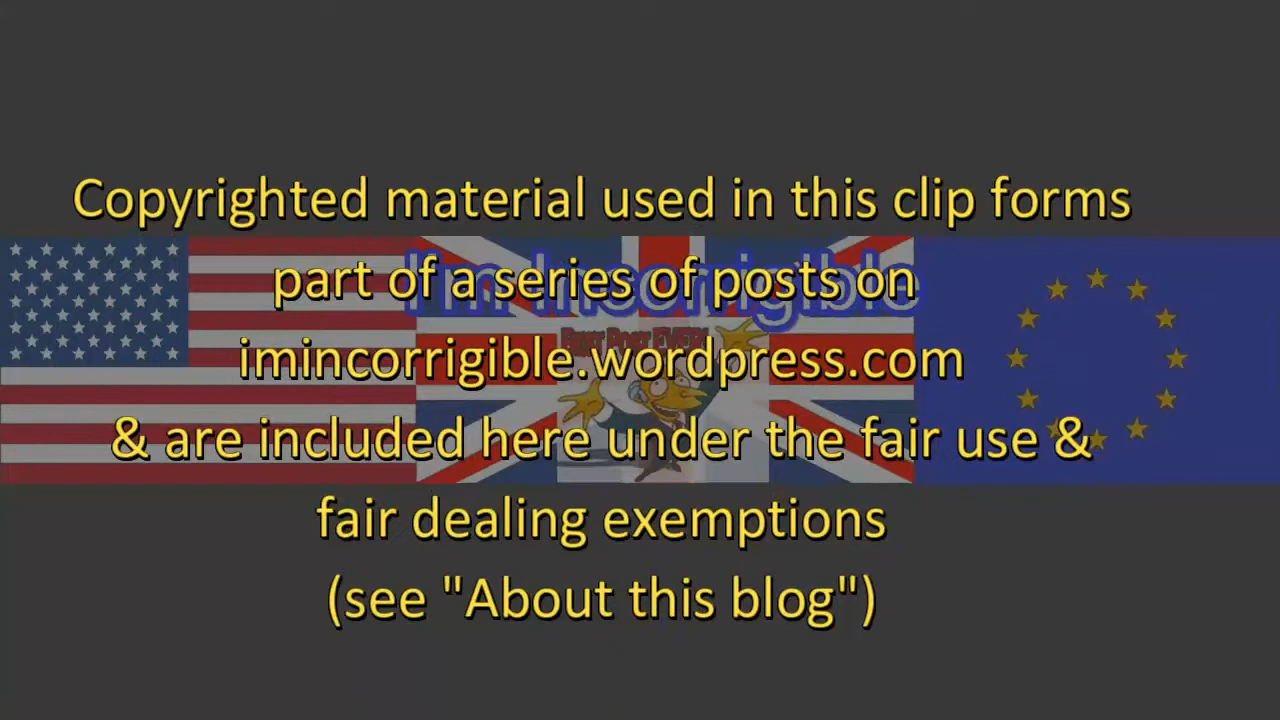 Copyrighted material used in this clip forms
part of a series of posts on
I'm Incorrigible
imincorrigible.wordpress.com
& are included here under the fair use &
fair dealing exemptions
(see "About this blog")